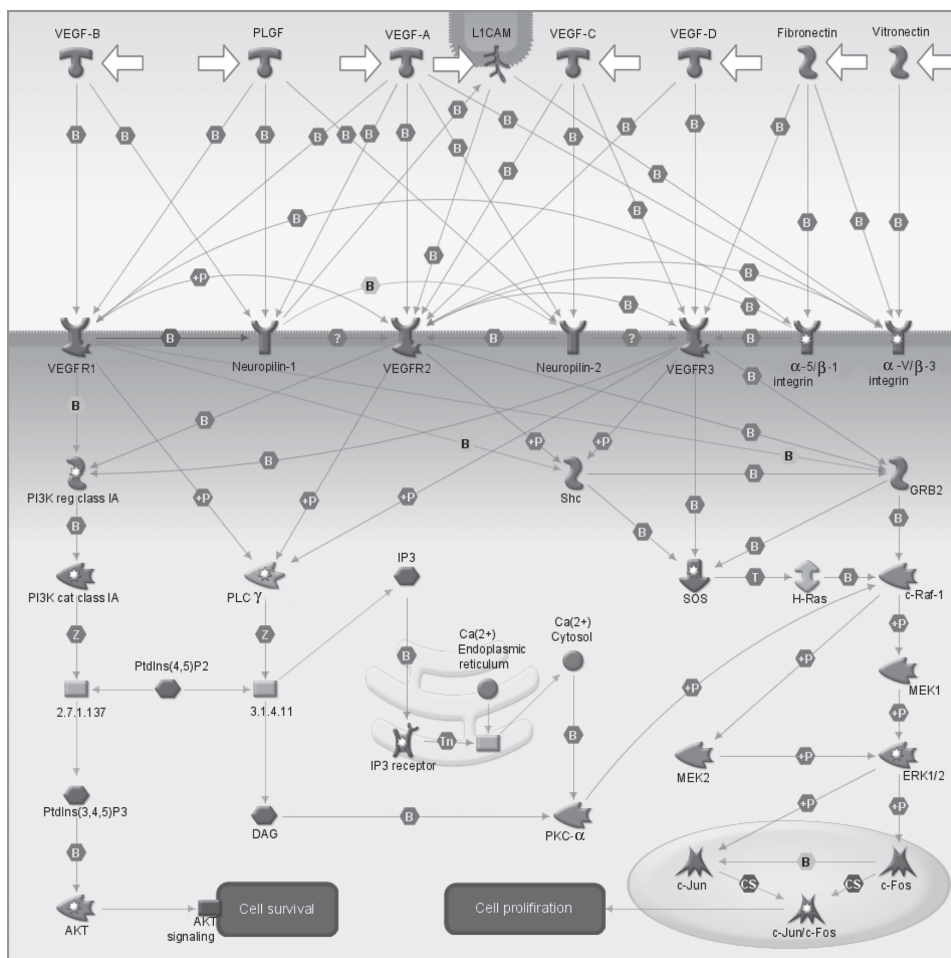 VEGF-B PLGF VEGF-A L1CAM VEGF-C VEGF-D Fibronectin Vitronectin
B B B B B B B B B B B B
B B B
B B B B
B B B
+P B B B B
B ? B ? B
VEGFR1 Neuropilin-1 VEGFR2 Neuropilin-2 VEGFR3 α-5/β-1 integrin α-V/β-3 integrin
B
B B B
B +P +P B
B B
PI3K reg class IA Shc B GRB2
+P +P +P B
B B B B
IP3
PI3K cat class IA PLC γ SOS T H-Ras B c-Raf-1
Z Z Ca(2+) Endoplasmic reticulum Ca(2+) Cytosol +P
B +P
PtdIns(4,5)P2 +P
2.7.1.137 3.1.4.11 MEK1
+P
Tn B
IP3 receptor MEK2 +P ERK1/2
PtdIns(3,4,5)P3 +P +P
DAG B PKC-α
B B
c-Jun CS CS c-Fos
AKT AKT signaling Cell survival Cell prolifiration
c-Jun/c-Fos